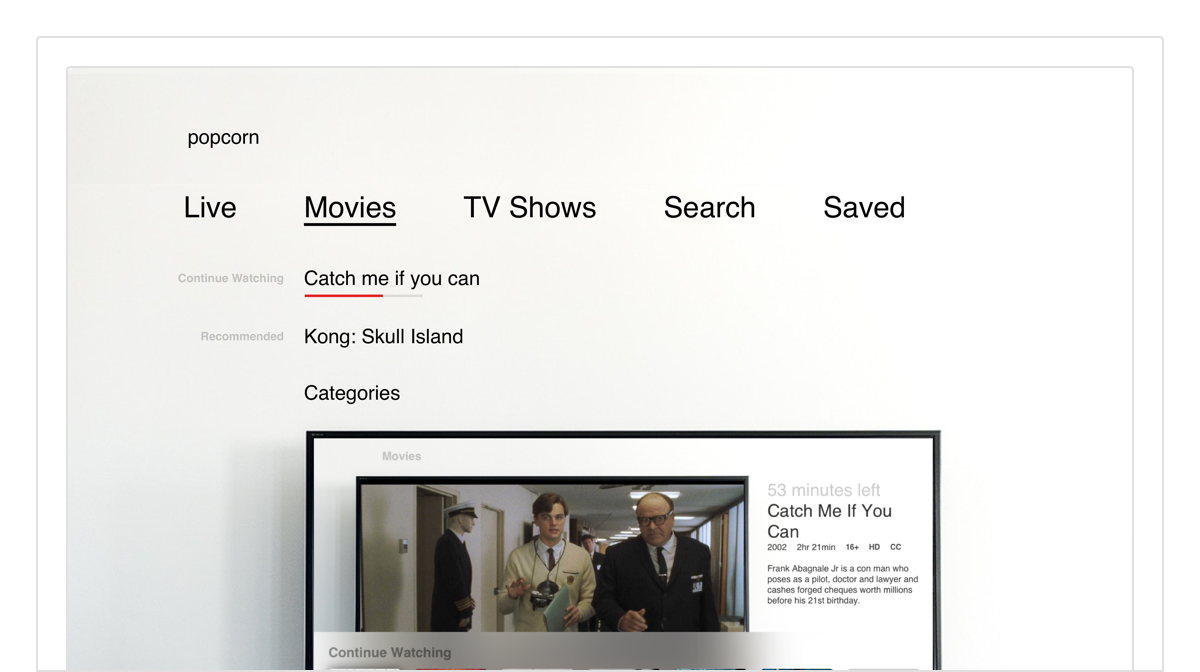 popcorn
Live Movies TV Shows Search Saved
Continue Watching Catch me if you can
Recommended Kong: Skull Island
Categories
Movies
53 minutes left
Catch Me If You
Can
2002 2hr 21min 16+ HD CC
Frank Abagnale Jr is a con man who
poses as a pilot, doctor and lawyer and
cashes forged cheques worth millions
before his 21st birthday.
Continue Watching